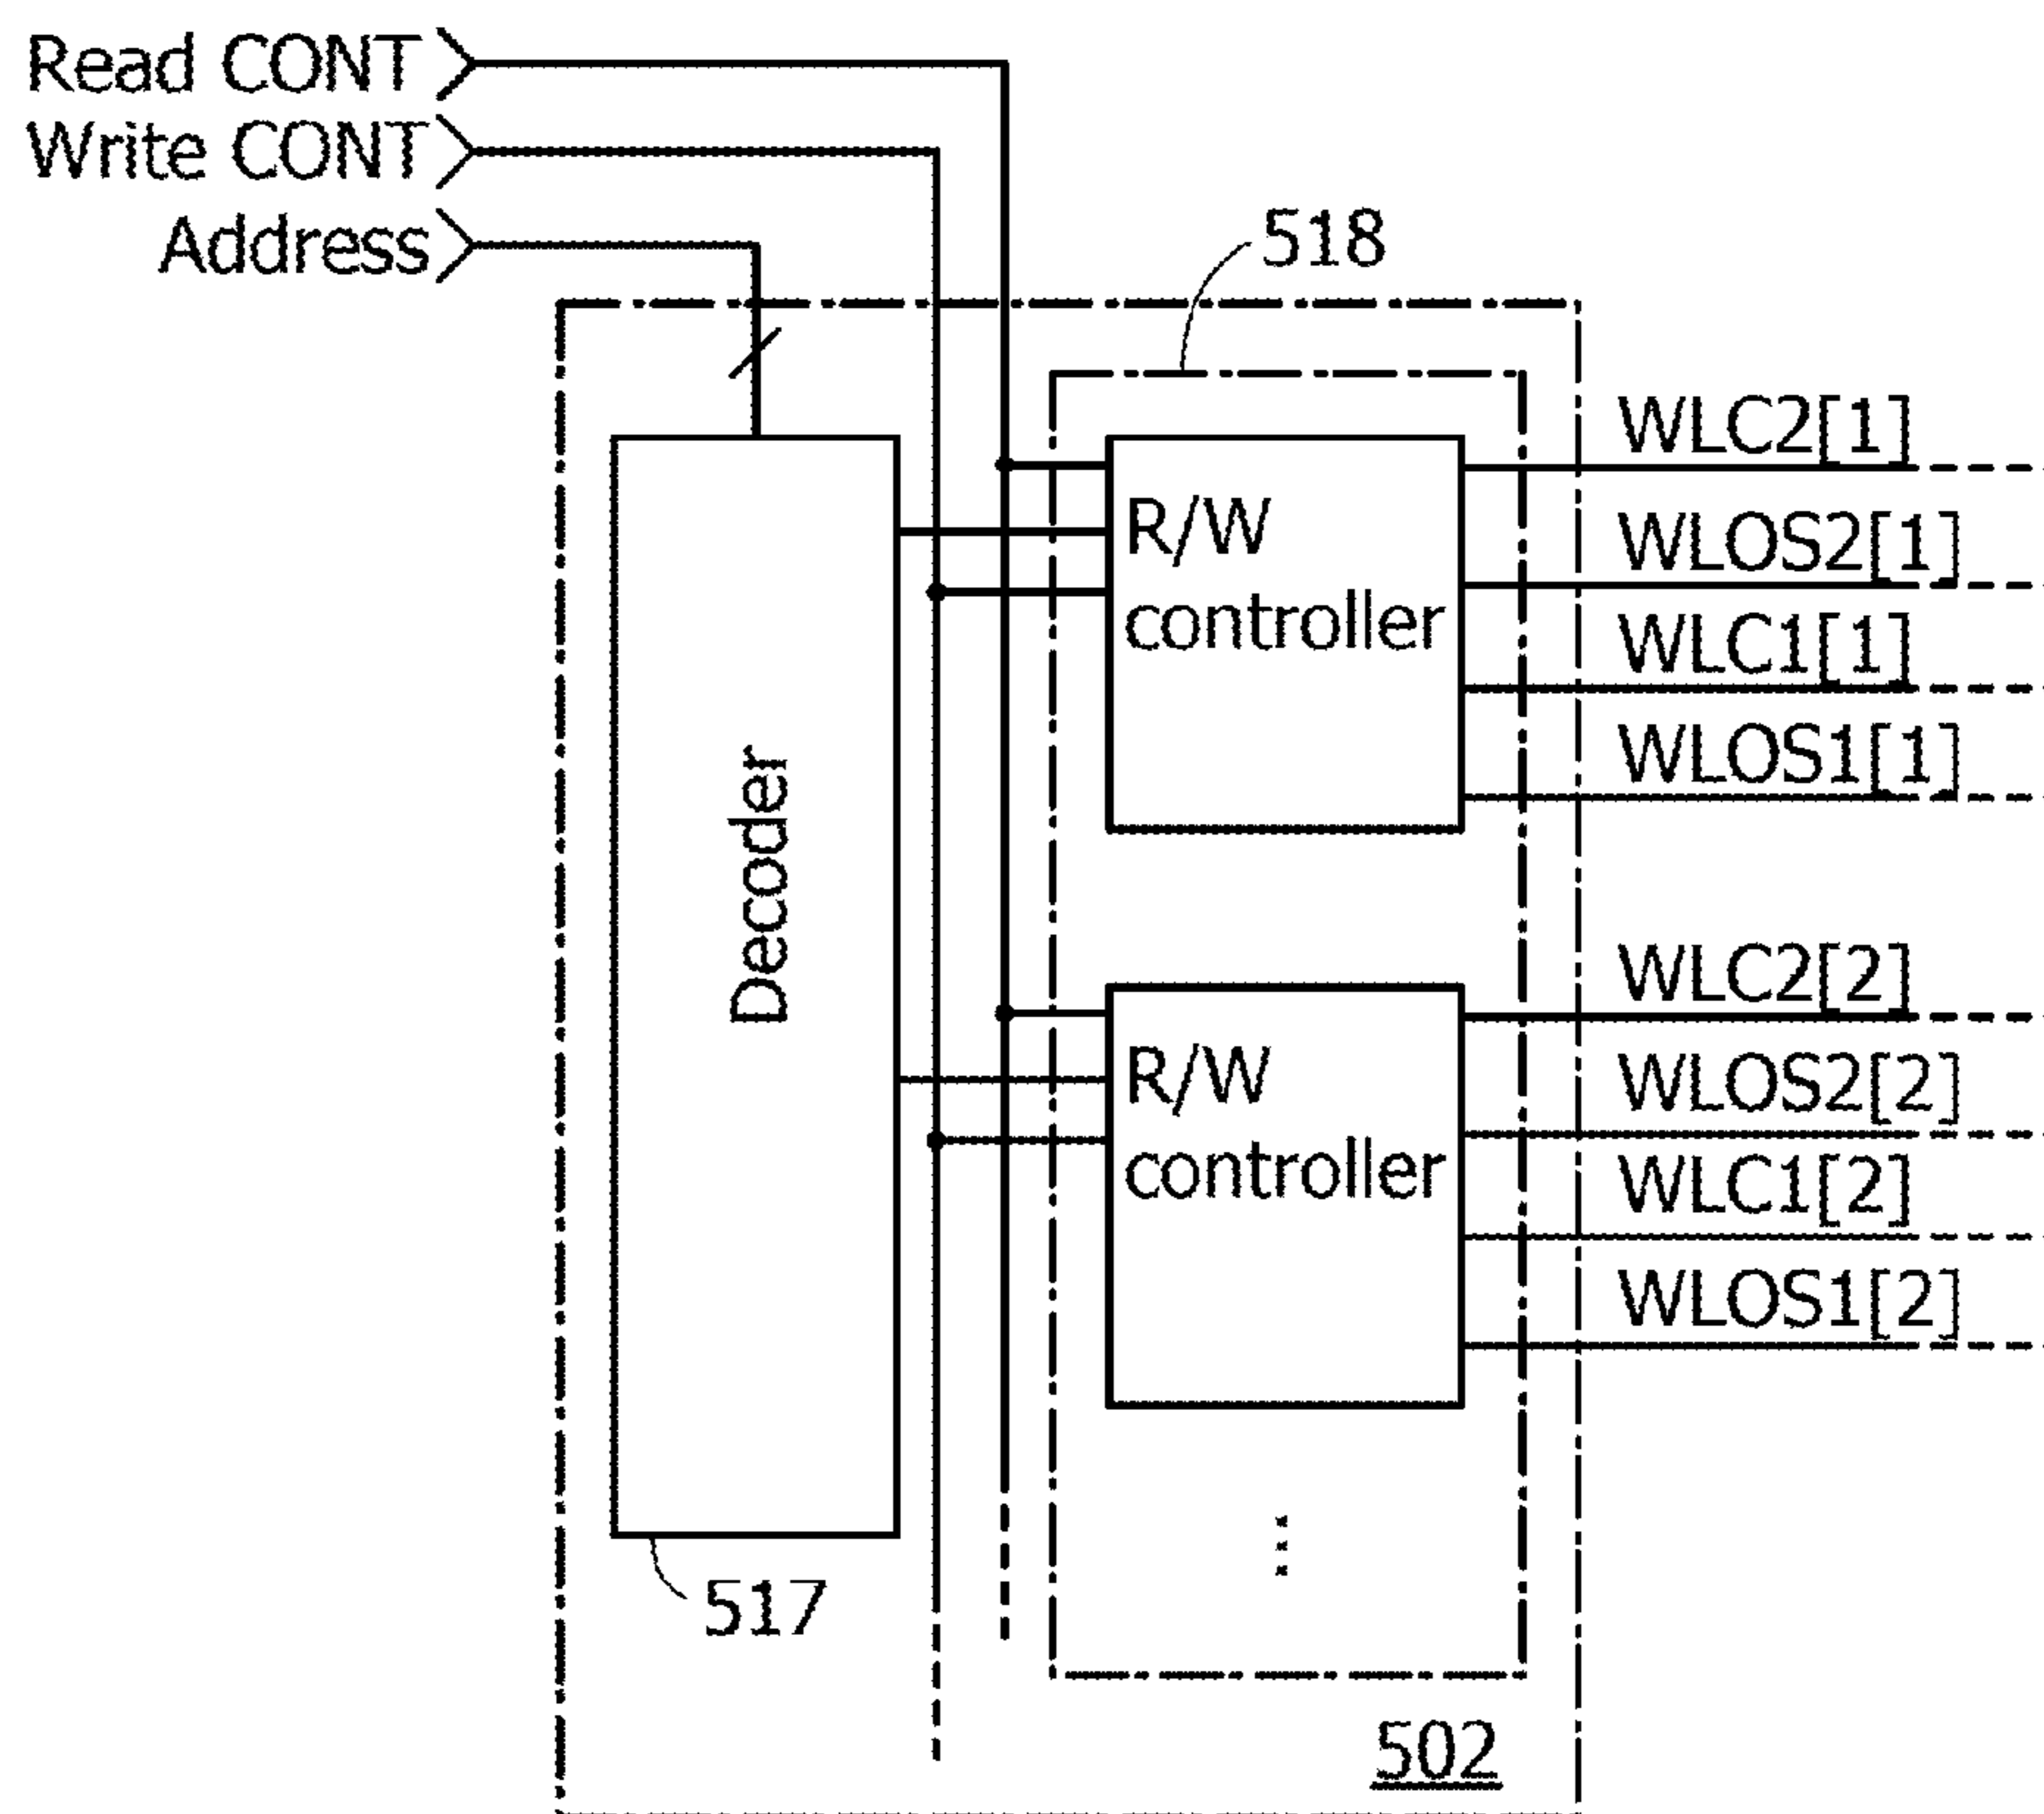 Read CONT
Write CONT
Address
518
WLC2[1]
R/W
controller
WLOS2[1]
WLC1[1]
WLOS1[1]
Decoder
WLC2[2]
R/W
controller
WLOS2[2]
WLC1[2]
WLOS1[2]
517
502